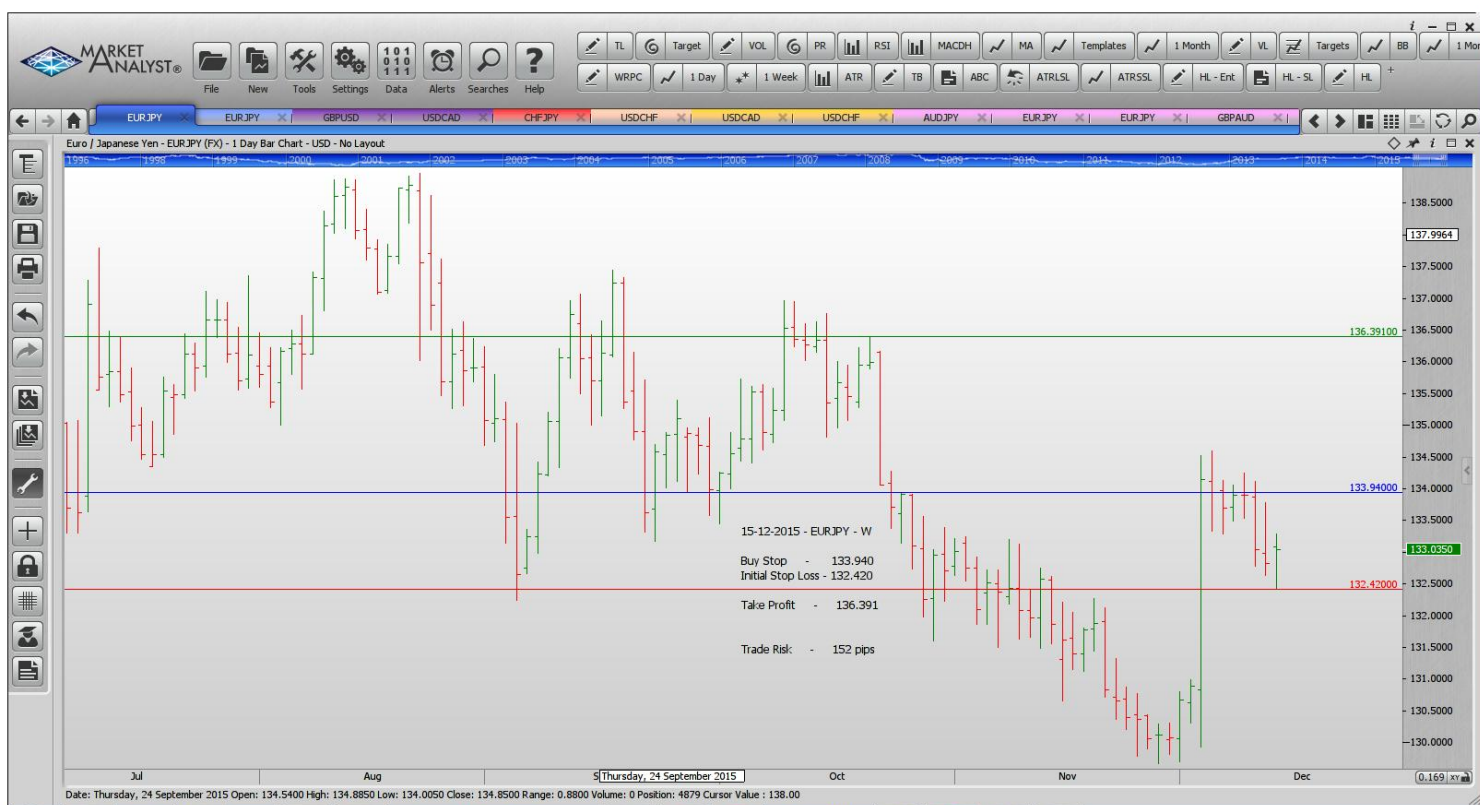 i
MARKET
ANALYST®
File New Tools Settings Data Alerts Searches Help
TL Target VOL PR RSI MACDH MA Templates 1 Month VL Targets BB 1 Mon
WRPC 1 Day 1 Week ATR TB ABC ATRLSL ATRSSL HL - Ent HL - SL HL +
101
010
111
EURJPY EURJPY GBPUSD USDCAD CHFJPY USDCHF USDCAD USDCHF AUDJPY EURJPY EURJPY GBPAUD
Euro / Japanese Yen - EURJPY (FX) - 1 Day Bar Chart - USD - No Layout
1996 1998 1999 2000 2001 2002 2003 2004 2005 2006 2007 2008 2009 2010 2011 2012 2013 2014 2015
138.5000
137.9964
137.5000
137.0000
136.5000
136.39100
136.0000
135.5000
135.0000
134.5000
133.94000
134.0000
133.5000
133.0350
132.42000
132.5000
132.0000
131.5000
131.0000
130.5000
130.0000
15-12-2015 - EURJPY - W
Buy Stop - 133.940
Initial Stop Loss - 132.420
Take Profit - 136.391
Trade Risk - 152 pips
Jul Aug S Thursday, 24 September 2015 Oct Nov Dec 0.169 XY
Date: Thursday, 24 September 2015 Open: 134.5400 High: 134.8850 Low: 134.0050 Close: 134.8500 Range: 0.8800 Volume: 0 Position: 4879 Cursor Value : 138.00